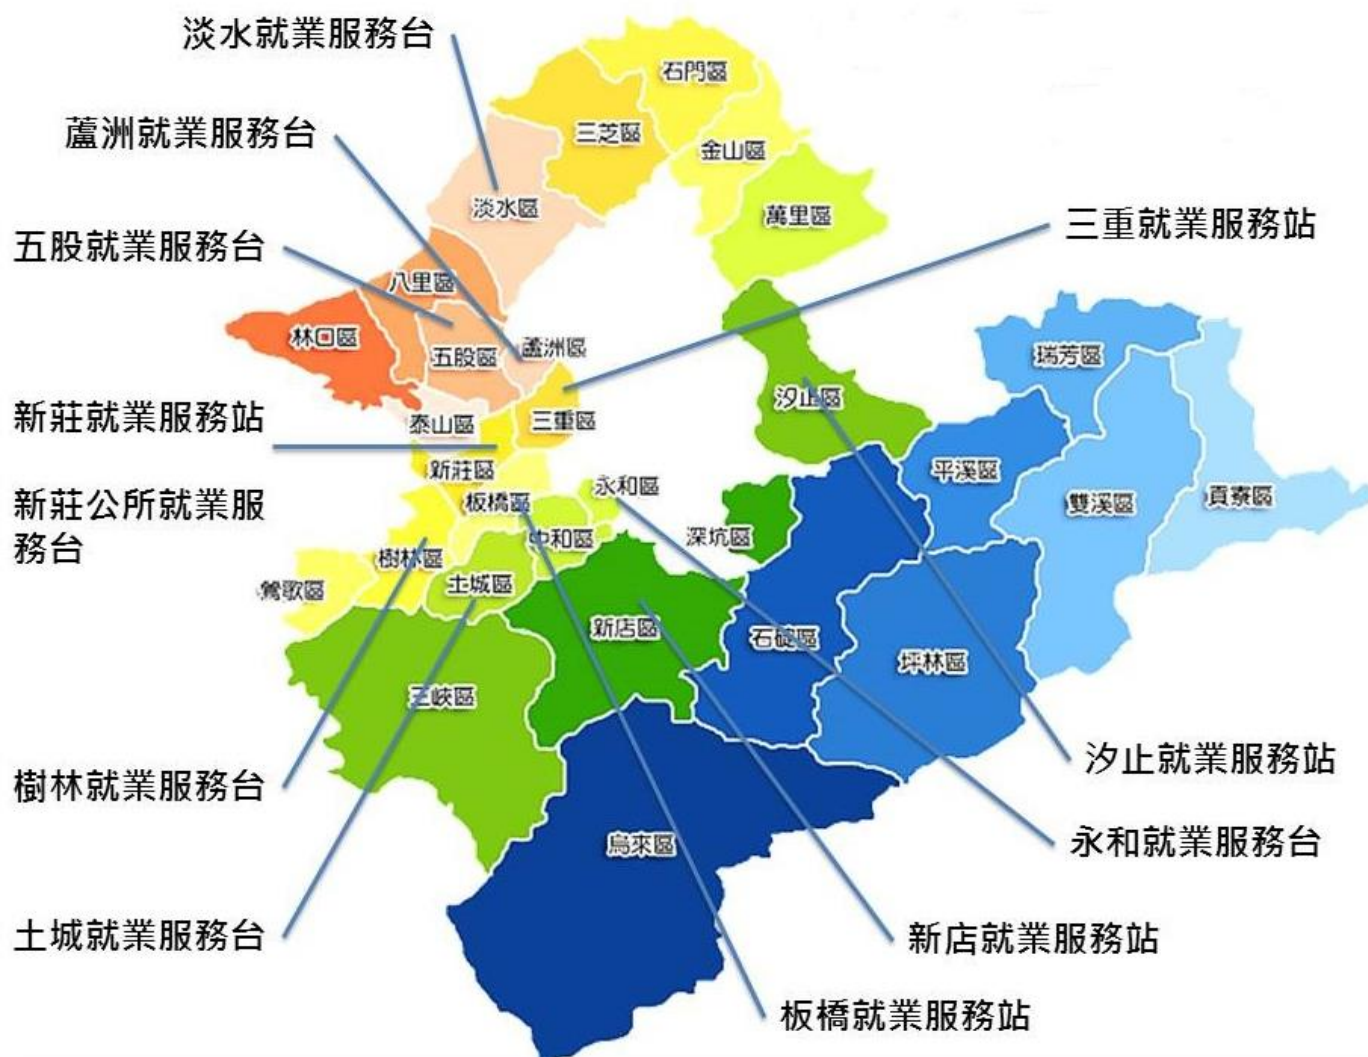 淡水就業服務台
石門區
三芝區
蘆洲就業服務台
金山區
淡水區
萬里區
三重就業服務站
五股就業服務台
八里區
林口區
五股區
蘆洲區
瑞芳區
汐止區
新莊就業服務站
泰山區
三重區
新莊區
平溪區
永和區
板橋區
雙溪區
貢寮區
新莊公所就業服
務台
中和區
深坑區
樹林區
土城區
鶯歌區
新店區
石碇區
坪林區
三峽區
汐止就業服務站
樹林就業服務台
永和就業服務台
烏來區
土城就業服務台
新店就業服務站
板橋就業服務站